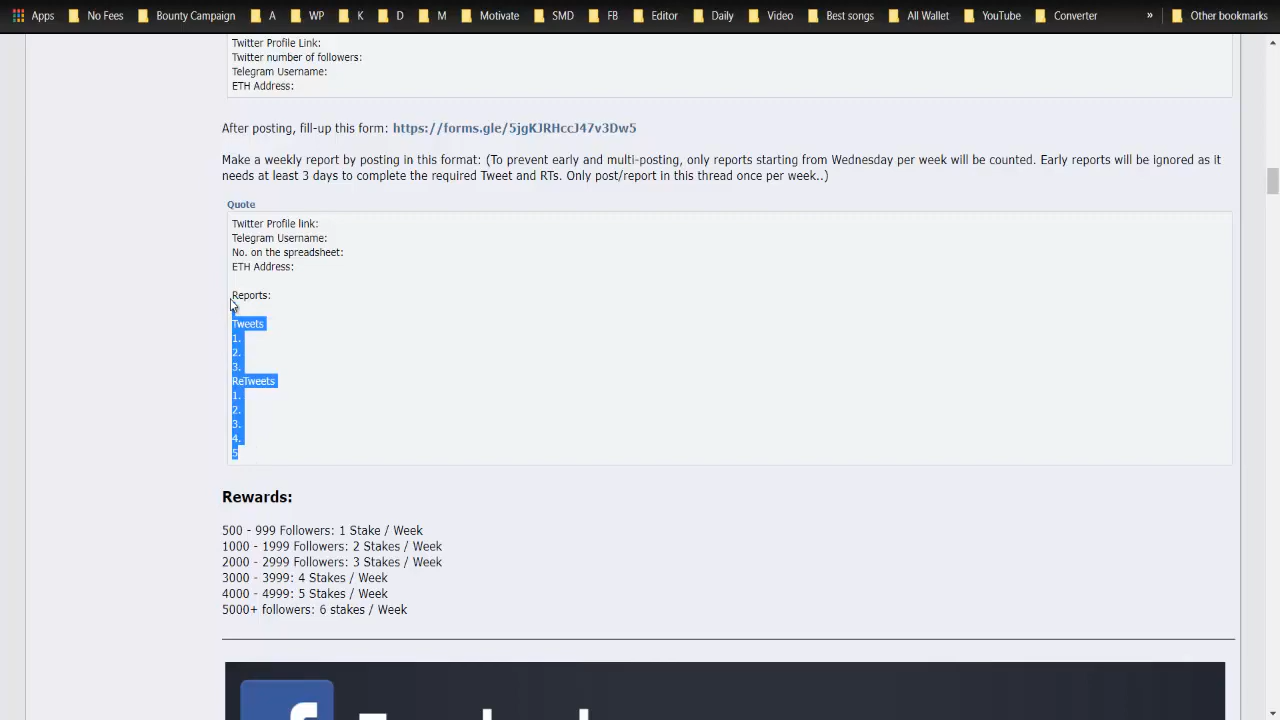 Apps No Fees Bounty Campaign A WP K D M Motivate SMD FB Editor Daily Video Best songs All Wallet YouTube Converter » Other bookmarks
Twitter Profile Link:
Twitter number of followers:
Telegram Username:
ETH Address:
After posting, fill-up this form: https://forms.gle/5jgKJRHccJ47v3Dw5
Make a weekly report by posting in this format: (To prevent early and multi-posting, only reports starting from Wednesday per week will be counted. Early reports will be ignored as it
needs at least 3 days to complete the required Tweet and RTs. Only post/report in this thread once per week..)
Quote
Twitter Profile link:
Telegram Username:
No. on the spreadsheet:
ETH Address:
Reports:
Tweets
1.
2.
3.
ReTweets
1.
2.
3.
4.
5
Rewards:
500 - 999 Followers: 1 Stake / Week
1000 - 1999 Followers: 2 Stakes / Week
2000 - 2999 Followers: 3 Stakes / Week
3000 - 3999: 4 Stakes / Week
4000 - 4999: 5 Stakes / Week
5000+ followers: 6 stakes / Week